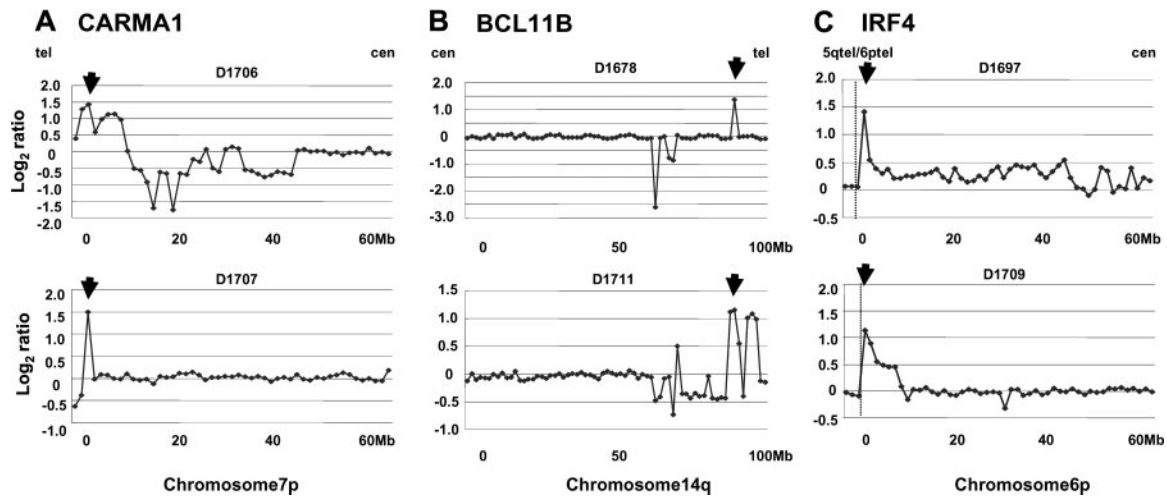 A CARMA1
tel cen
D1706
2.0
1.5
1.0
0.5
0
-0.5
-1.0
-1.5
-2.0
Log2 ratio
0 20 40 60Mb
D1707
2.0
1.5
1.0
0.5
0
-0.5
-1.0
Log2 ratio
0 20 40 60Mb
Chromosome7p
B BCL11B
cen tel
D1678
2.0
1.0
0
-1.0
-2.0
-3.0
0 50 100Mb
D1711
1.5
1.0
0.5
0.0
-0.5
-1.0
0 50 100Mb
Chromosome14q
C IRF4
5qtel/6ptel cen
D1697
2.0
1.5
1.0
0.5
0
-0.5
0 20 40 60Mb
D1709
2.0
1.5
1.0
0.5
0
-0.5
0 20 40 60Mb
Chromosome6p